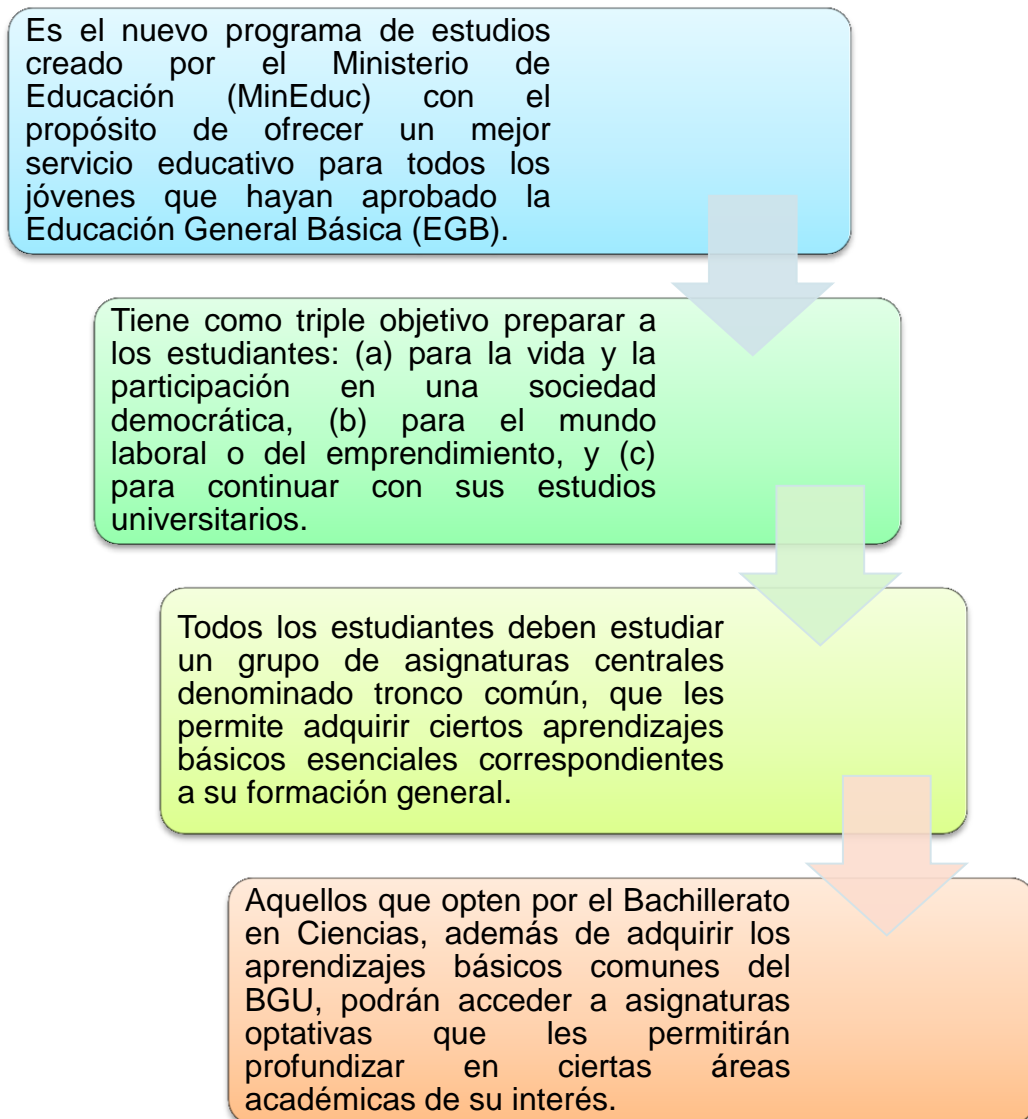 Es el nuevo programa de estudios
creado por el Ministerio de
Educación (MinEduc) con el
propósito de ofrecer un mejor
servicio educativo para todos los
jóvenes que hayan aprobado la
Educación General Básica (EGB).
Tiene como triple objetivo preparar a
los estudiantes: (a) para la vida y la
participación en una sociedad
democrática, (b) para el mundo
laboral o del emprendimiento, y (c)
para continuar con sus estudios
universitarios.
Todos los estudiantes deben estudiar
un grupo de asignaturas centrales
denominado tronco común, que les
permite adquirir ciertos aprendizajes
básicos esenciales correspondientes
a su formación general.
Aquellos que opten por el Bachillerato
en Ciencias, además de adquirir los
aprendizajes básicos comunes del
BGU, podrán acceder a asignaturas
optativas que les permitirán
profundizar en ciertas áreas
académicas de su interés.